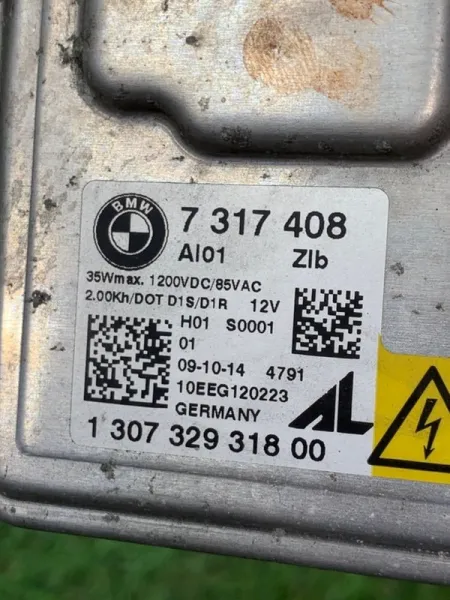 BMW
7 317 408
AI01 ZIb
35Wmax. 1200VDC/85VAC
2.00Kh/DOT D1S/D1R 12V
H01 S0001
01
09-10-14 4791
10EEG120223
GERMANY
AL
1 307 329 318 00